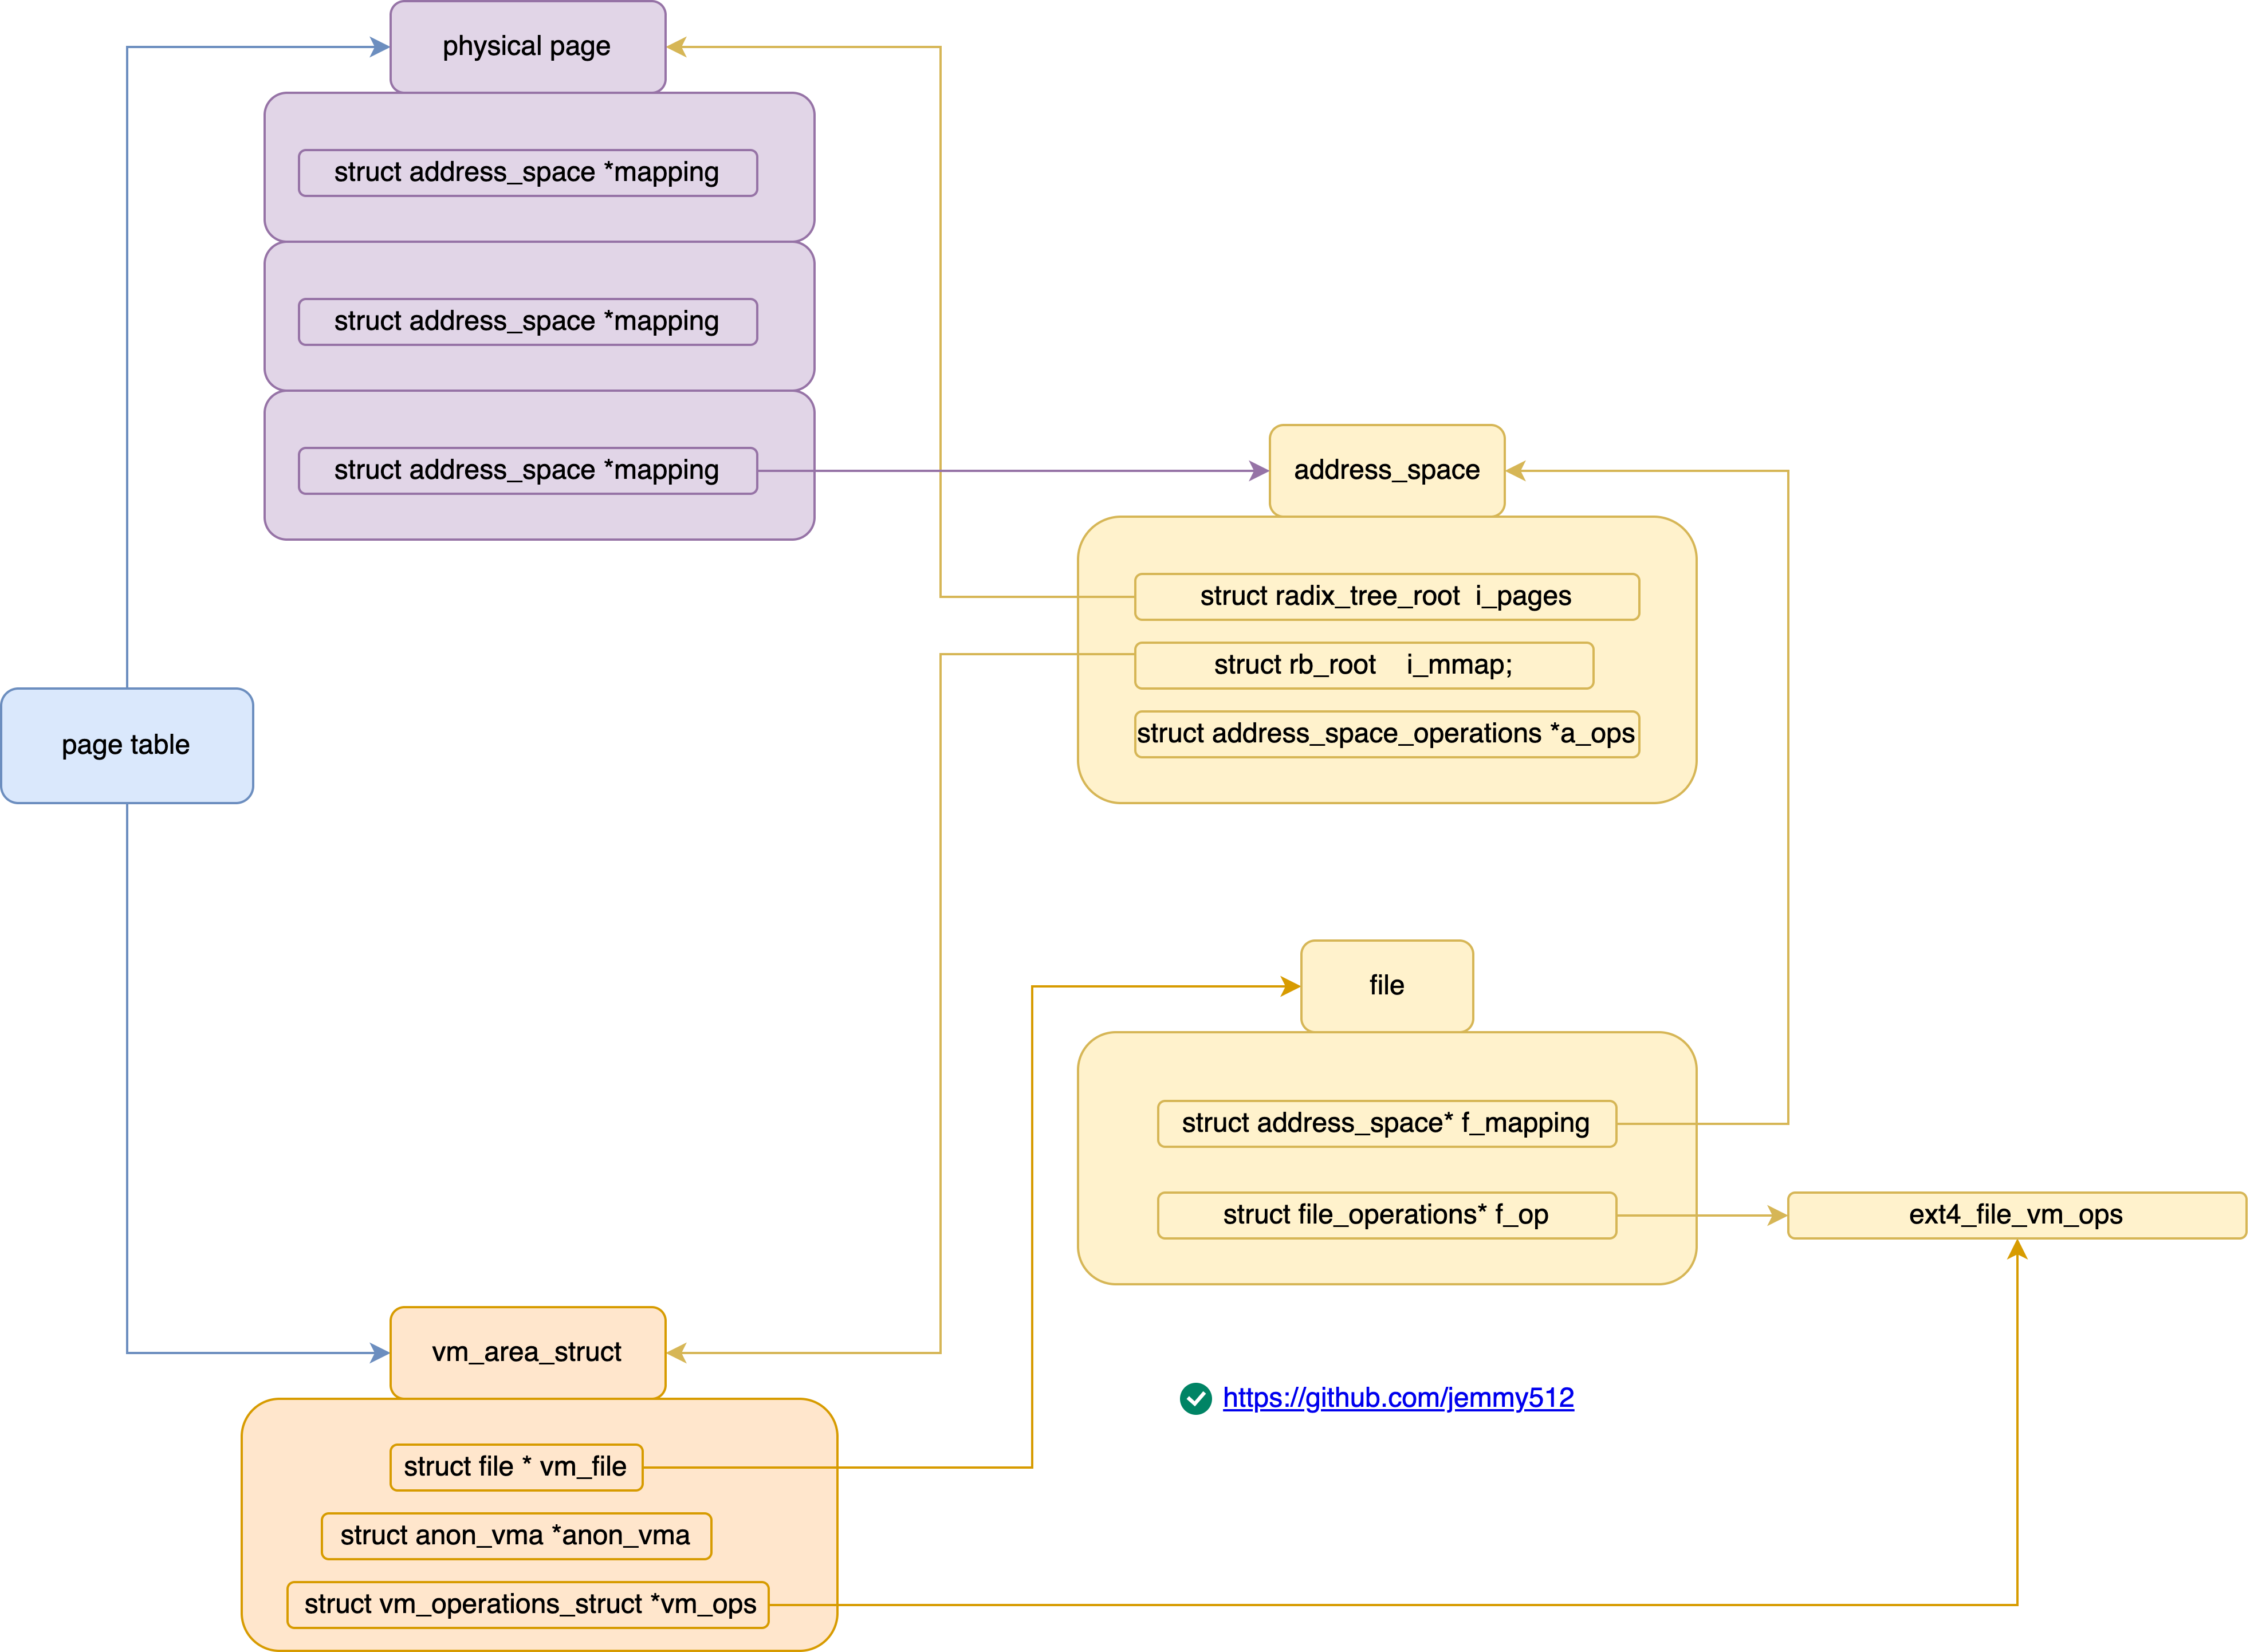 physical page
struct address_space *mapping
struct address_space *mapping
struct address_space *mapping
address_space
struct radix_tree_root i_pages
struct rb_root i_mmap;
struct address_space_operations *a_ops
page table
file
struct address_space* f_mapping
struct file_operations* f_op
ext4_file_vm_ops
vm_area_struct
struct file * vm_file
struct anon_vma *anon_vma
struct vm_operations_struct *vm_ops
https://github.com/jemmy512